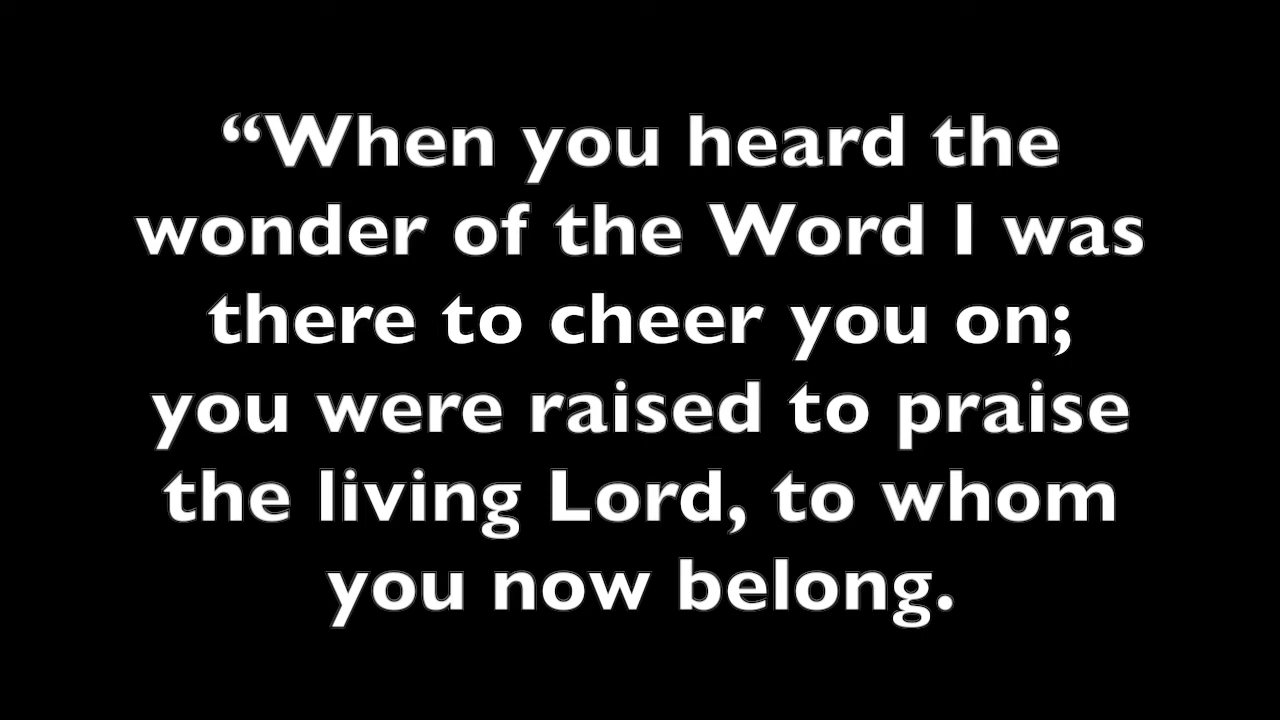 “When you heard the
wonder of the Word I was
there to cheer you on;
you were raised to praise
the living Lord, to whom
you now belong.